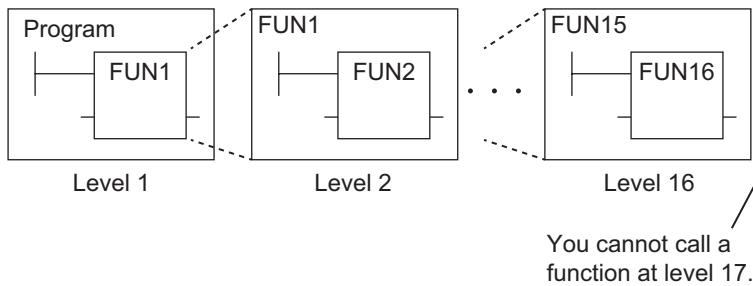 Program
FUN1
FUN1
FUN2
. . .
FUN15
FUN16
Level 1
Level 2
Level 16
You cannot call a
function at level 17.